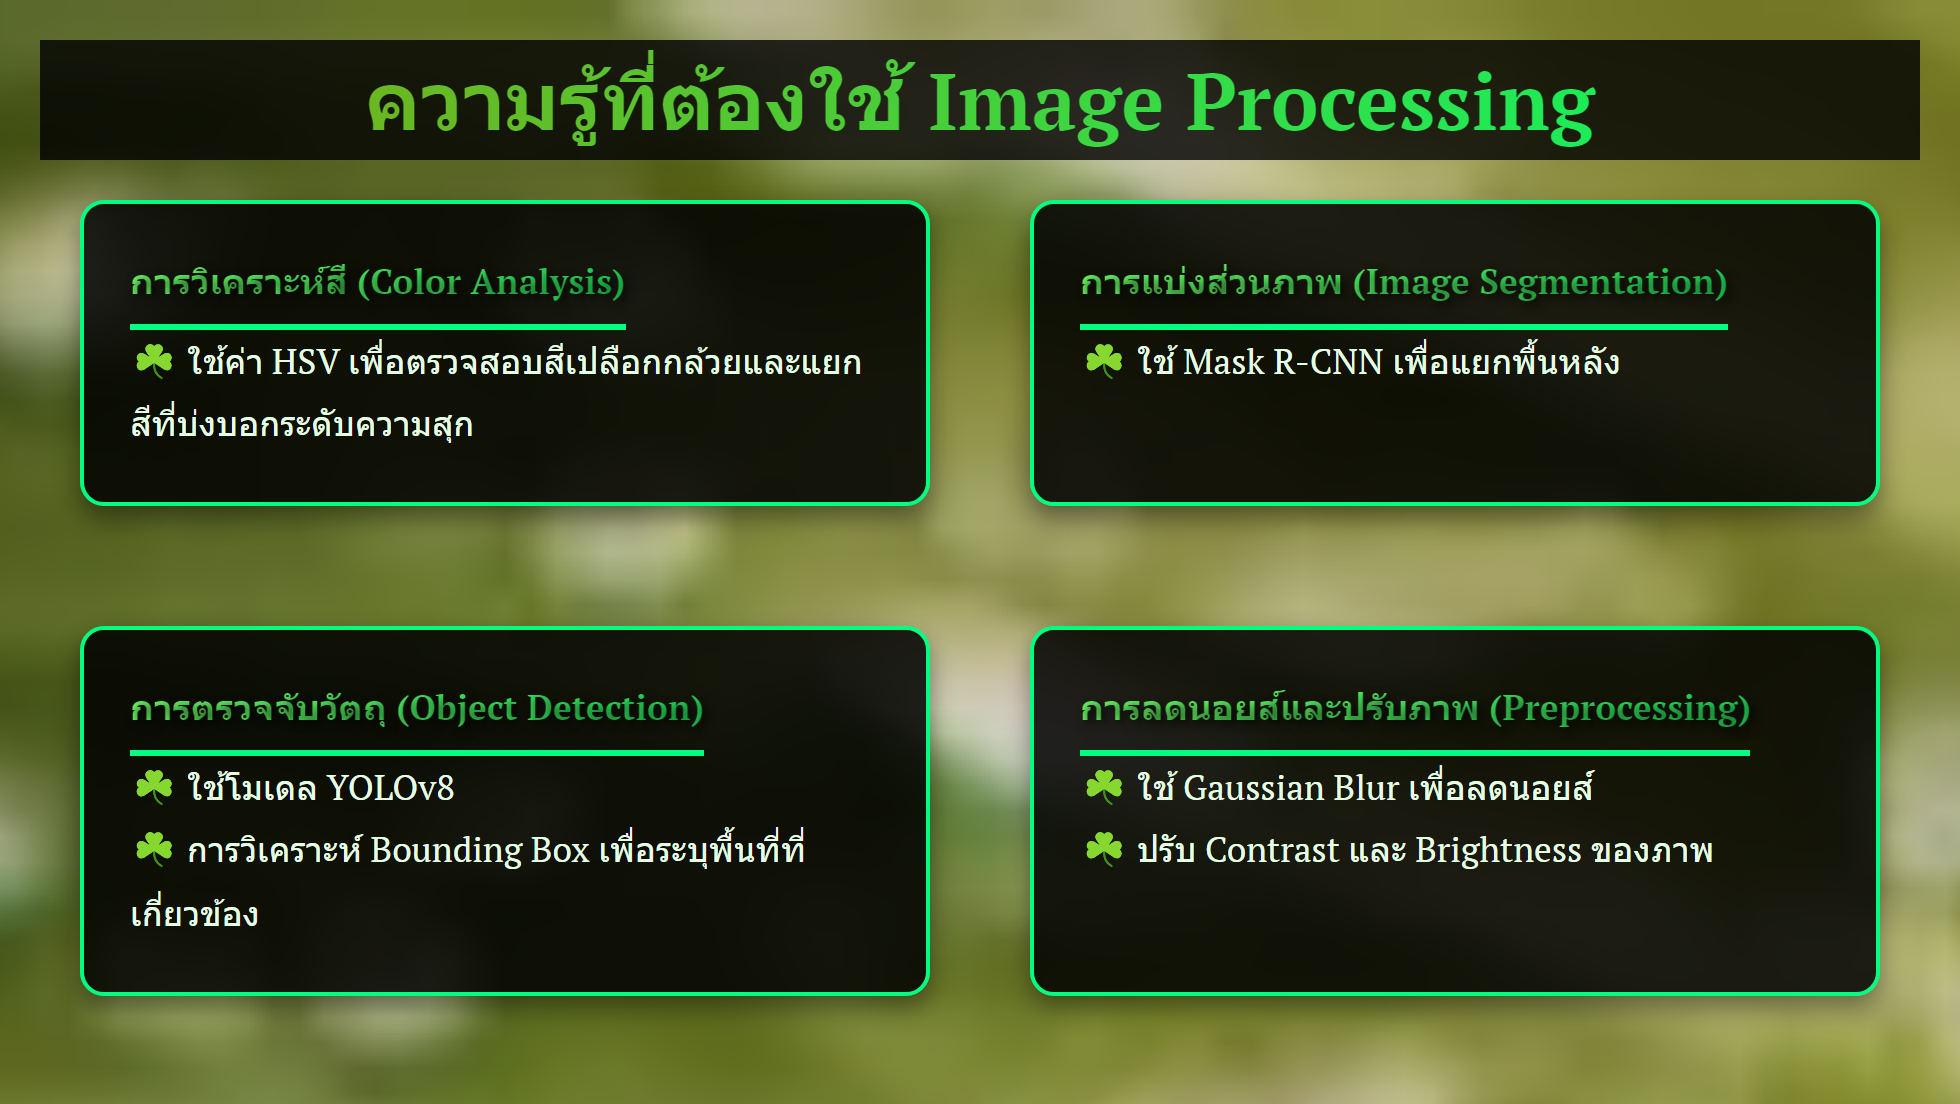 ความรู้ที่ต้องใช้ Image Processing
การวิเคราะห์สี (Color Analysis)
☘ ใช้ค่า HSV เพื่อตรวจสอบสีเปลือกกล้วยและแยก
สีที่บ่งบอกระดับความสุก
การแบ่งส่วนภาพ (Image Segmentation)
☘ ใช้ Mask R-CNN เพื่อแยกพื้นหลัง
การตรวจจับวัตถุ (Object Detection)
☘ ใช้โมเดล YOLOv8
☘ การวิเคราะห์ Bounding Box เพื่อระบุพื้นที่ที่
เกี่ยวข้อง
การลดนอยส์และปรับภาพ (Preprocessing)
☘ ใช้ Gaussian Blur เพื่อลดนอยส์
☘ ปรับ Contrast และ Brightness ของภาพ